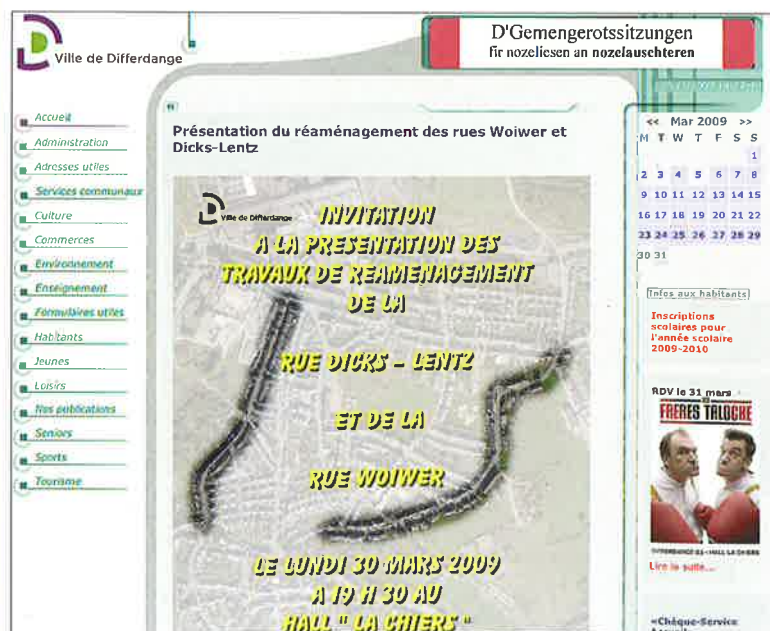 Ville de Differdange
D'Gemengerotssitzungen
fir nozeliesen an nozelauschteren
Accueil
Administration
Adresses utiles
Services communaux
Culture
Commerces
Environnement
Enseignement
Formulaires utiles
Habitants
Jeunes
Loisirs
Nos publications
Seniors
Sports
Tourisme
Présentation du réaménagement des rues Woiwer et
Dicks-Lentz
Ville de Differdange
INVITATION
A LA PRESENTATION DES
TRAVAUX DE REAMENAGEMENT
DE LA
RUE DICKS - LENTZ
ET DE LA
RUE WOIWER
LE LUNDI 30 MARS 2009
A 19 H 30 AU
HALL " LA CHIERS "
<< Mar 2009 >>
M T W T F S S
1
2 3 4 5 6 7 8
9 10 11 12 13 14 15
16 17 18 19 20 21 22
23 24 25 26 27 28 29
30 31
Infos aux habitants
Inscriptions
scolaires pour
l'année scolaire
2009-2010
RDV le 31 mars
FRERES TALOCHE
HALL LA CHIERS
Lire la suite...
«Chèque-Service